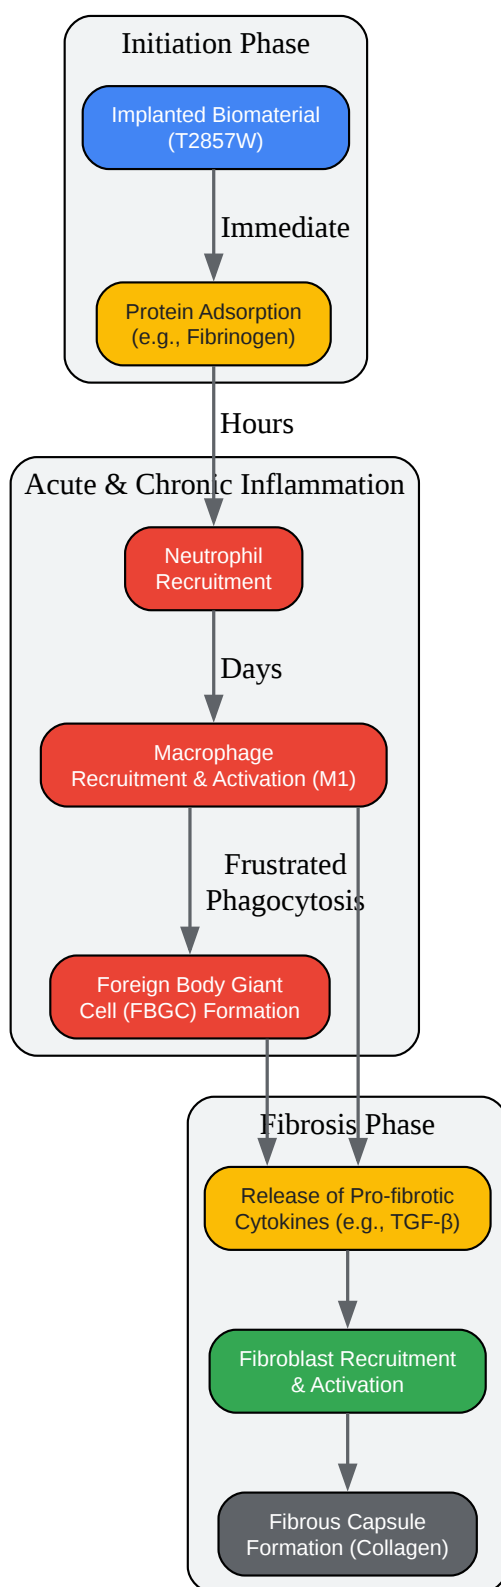 Initiation Phase
Implanted Biomaterial
(T2857W)
Immediate
Protein Adsorption
(e.g., Fibrinogen)
Hours
Acute & Chronic Inflammation
Neutrophil
Recruitment
Days
Macrophage
Recruitment & Activation (M1)
Frustrated
Phagocytosis
Foreign Body Giant
Cell (FBGC) Formation
Fibrosis Phase
Release of Pro-fibrotic
Cytokines (e.g., TGF-β)
Fibroblast Recruitment
& Activation
Fibrous Capsule
Formation (Collagen)